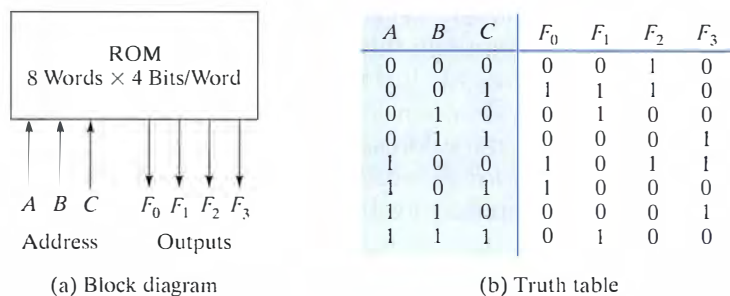 ROM
8 Words × 4 Bits/Word
A B C F₀ F₁ F₂ F₃
Address Outputs
(a) Block diagram
A B C F₀ F₁ F₂ F₃
0 0 0 0 0 1 0
0 0 1 1 1 1 0
0 1 0 0 1 0 0
0 1 1 0 0 0 1
1 0 0 1 0 1 1
1 0 1 1 0 0 0
1 1 0 0 0 0 1
1 1 1 0 1 0 0
(b) Truth table